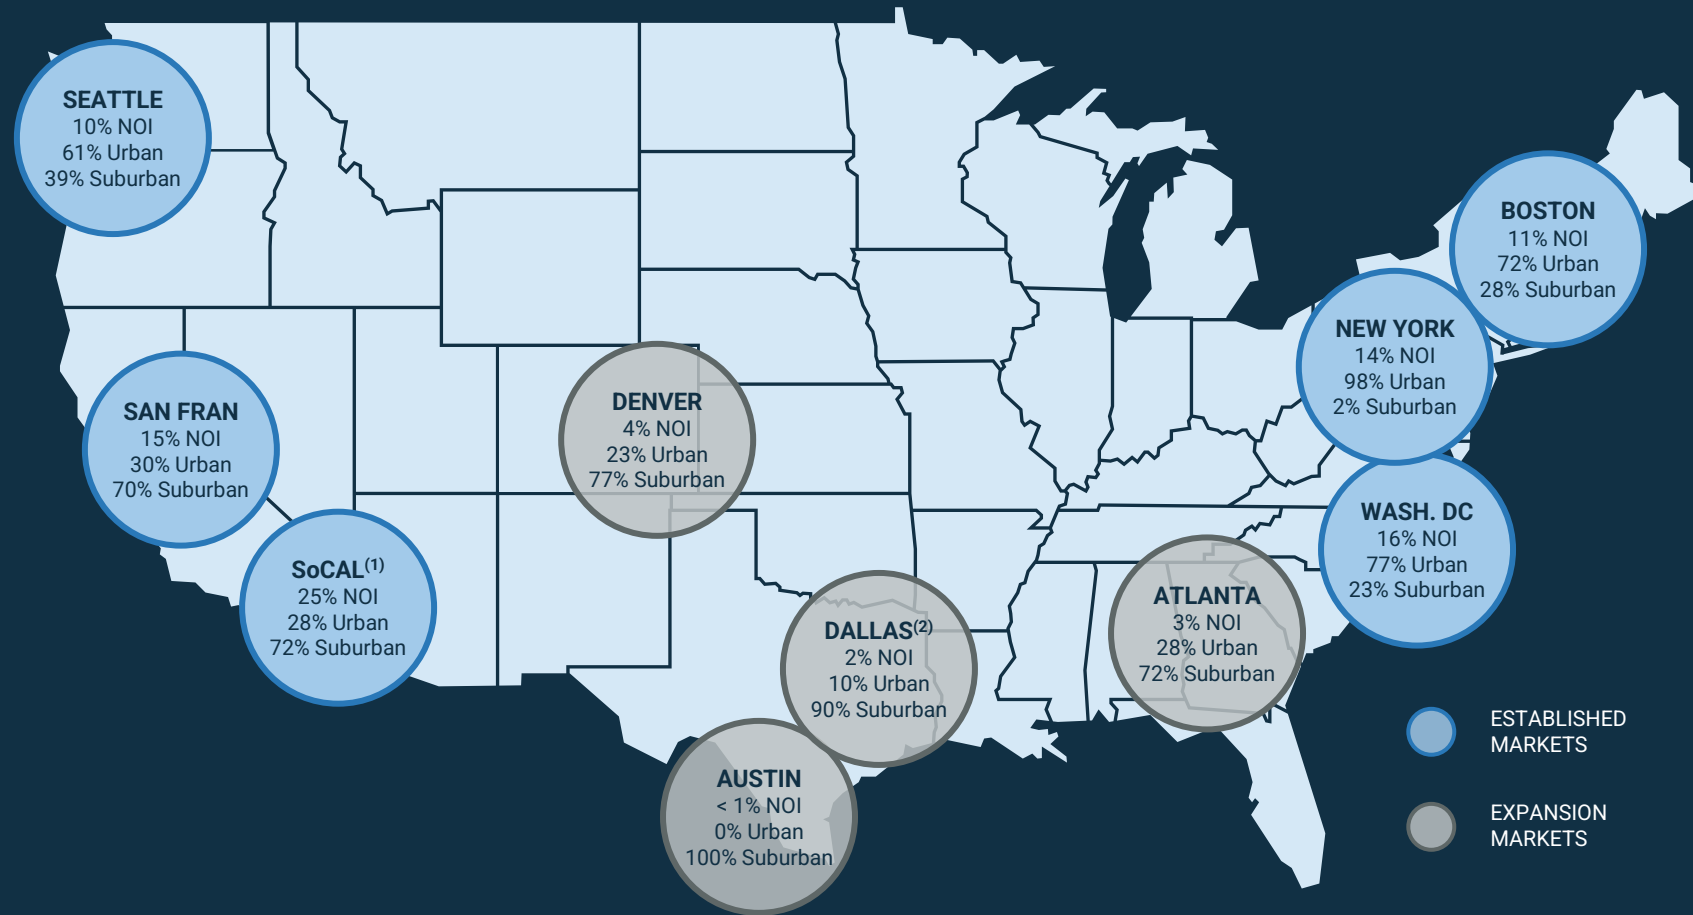 SEATTLE
10% NOI
61% Urban
39% Suburban
BOSTON
11% NOI
72% Urban
28% Suburban
NEW YORK
14% NOI
98% Urban
2% Suburban
SAN FRAN
15% NOI
30% Urban
70% Suburban
DENVER
4% NOI
23% Urban
77% Suburban
WASH. DC
16% NOI
77% Urban
23% Suburban
SoCAL(1)
25% NOI
28% Urban
72% Suburban
DALLAS(2)
2% NOI
10% Urban
90% Suburban
ATLANTA
3% NOI
28% Urban
72% Suburban
AUSTIN
< 1% NOI
0% Urban
100% Suburban
ESTABLISHED
MARKETS
EXPANSION
MARKETS